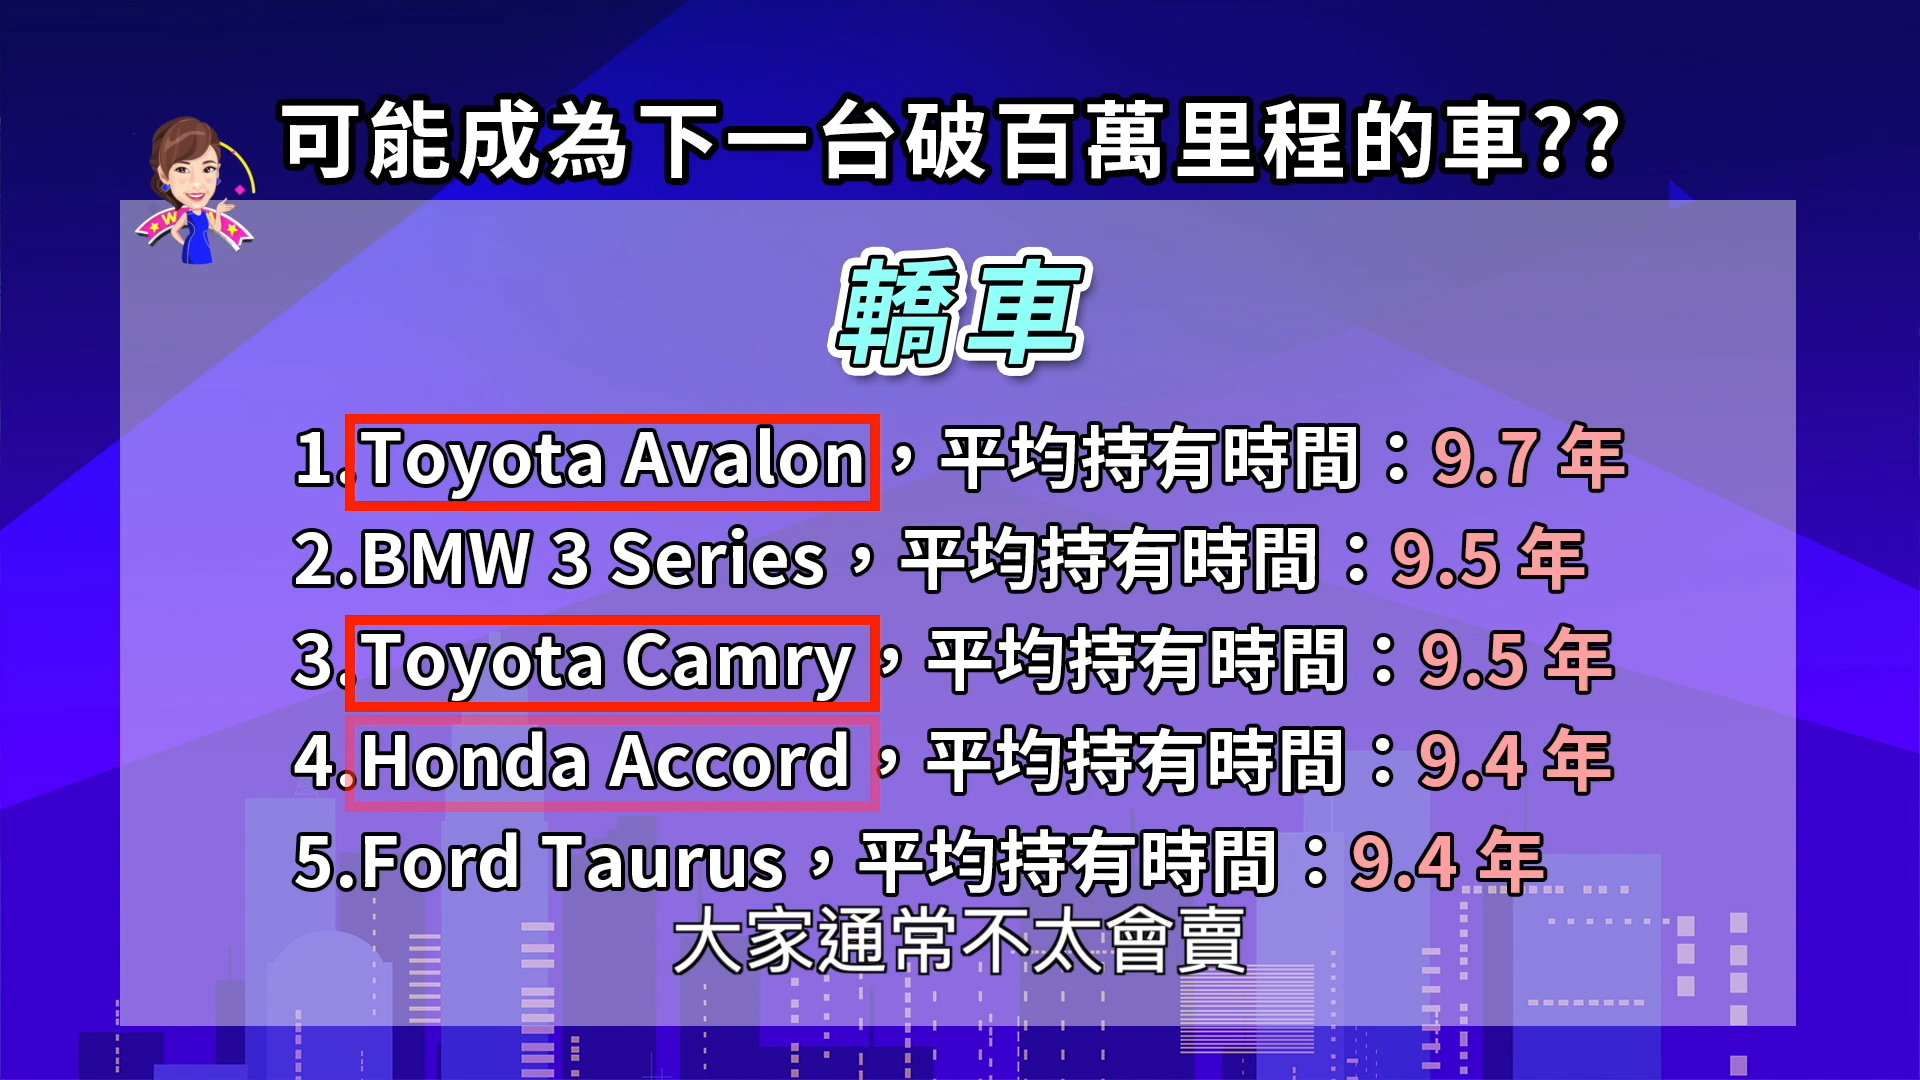 可能成為下一台破百萬里程的車??
W
轎車
1.Toyota Avalon，平均持有時間：9.7 年
2.BMW 3 Series，平均持有時間：9.5 年
3.Toyota Camry，平均持有時間：9.5 年
4.Honda Accord，平均持有時間：9.4 年
5.Ford Taurus，平均持有時間：9.4 年
大家通常不太會賣